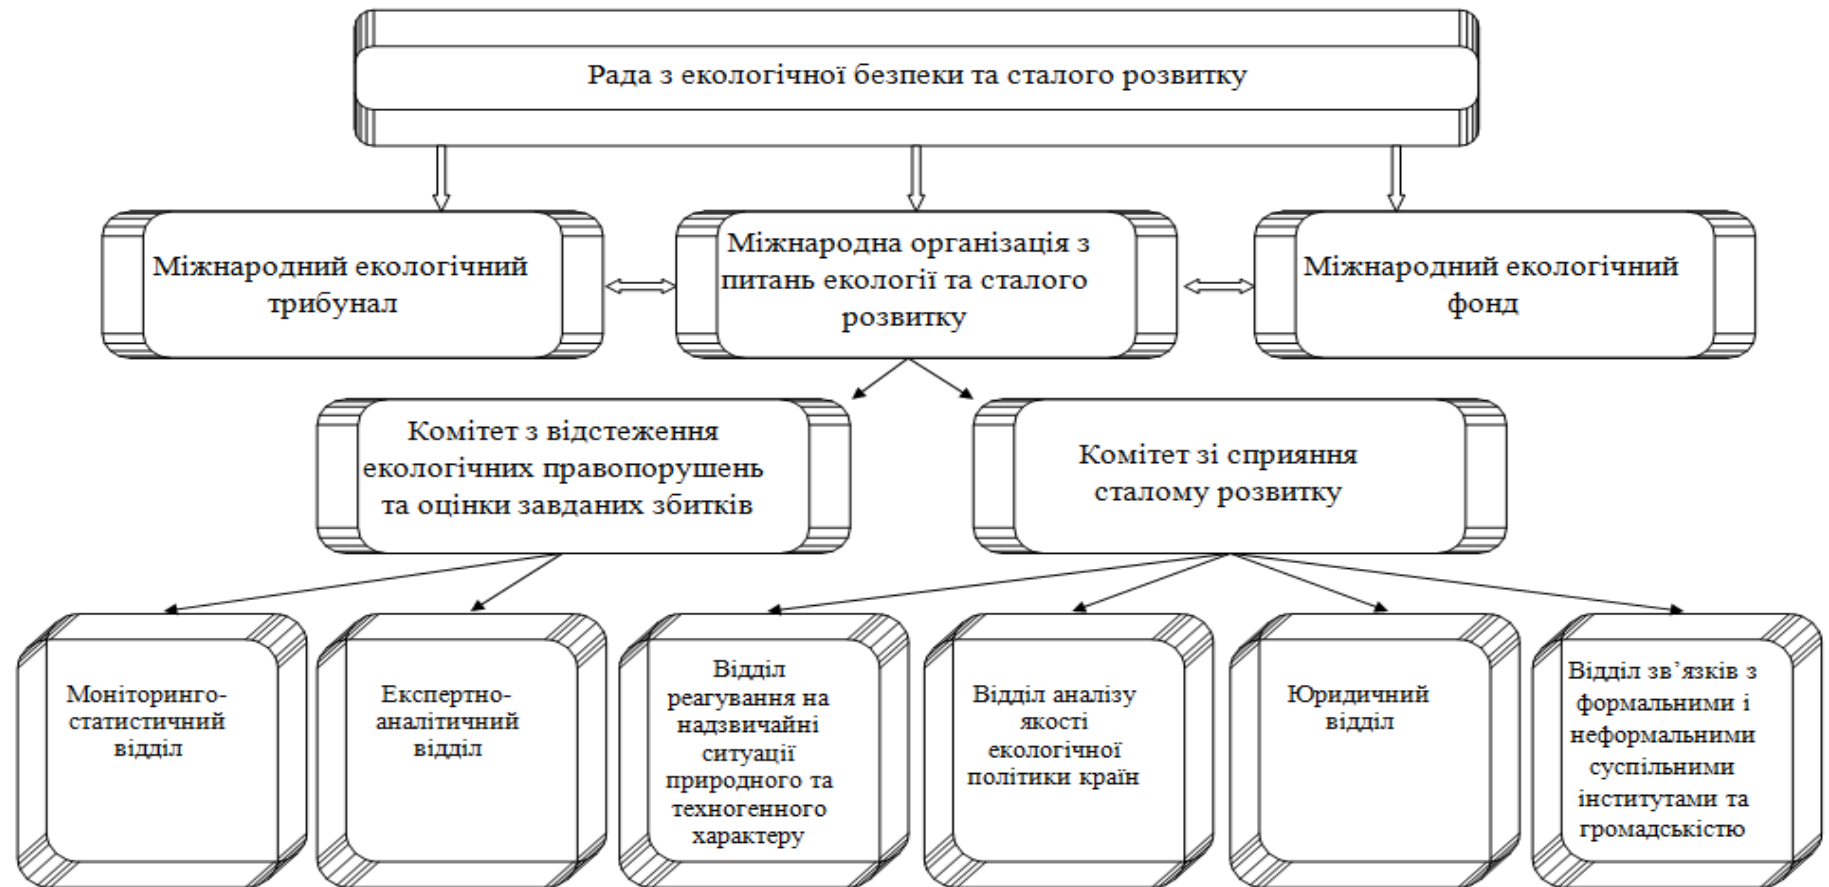 Рада з екологічної безпеки та сталого розвитку
Міжнародний екологічний
трибунал
Міжнародна організація з
питань екології та сталого
розвитку
Міжнародний екологічний
фонд
Комітет з відстеження
екологічних правопорушень
та оцінки завданих збитків
Комітет зі сприяння
сталому розвитку
Моніторинго-
статистичний
відділ
Експертно-
аналітичний
відділ
Відділ
реагування на
надзвичайні
ситуації
природного та
техногенного
характеру
Відділ аналізу
якості
екологічної
політики країн
Юридичний
відділ
Відділ зв’язків з
формальними і
неформальними
суспільними
інститутами та
громадськістю